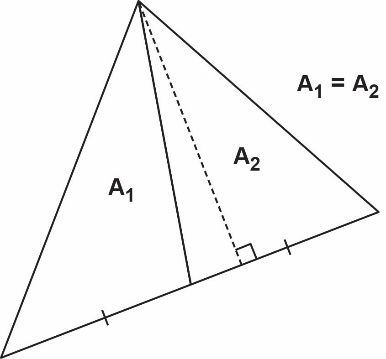 A₁ = A₂
A₂
A₁